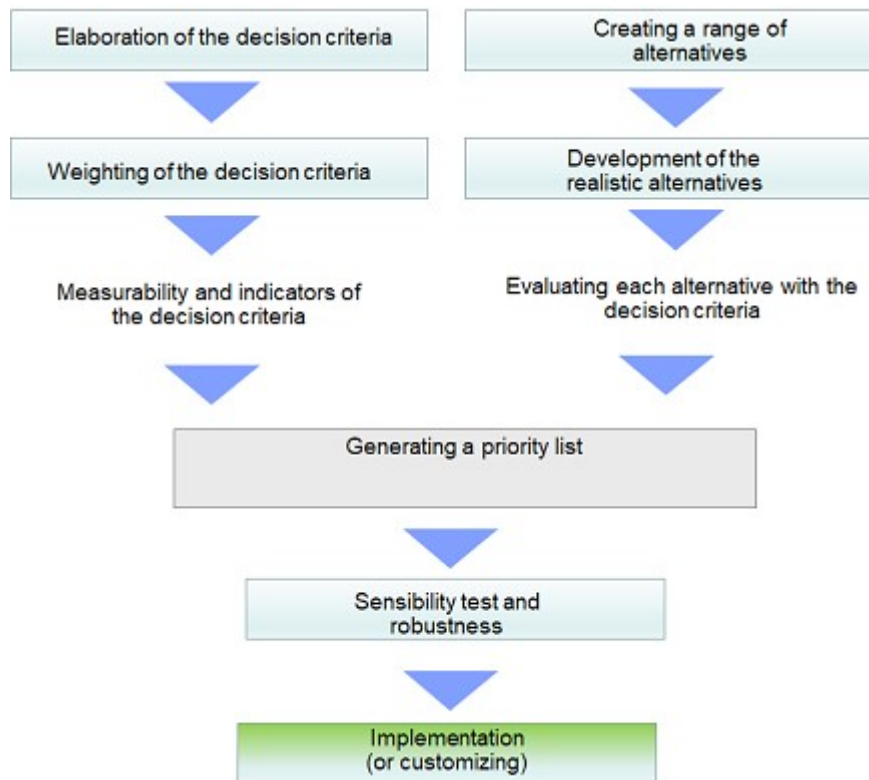 Elaboration of the decision criteria
Creating a range of
alternatives
Weighting of the decision criteria
Development of the
realistic alternatives
Measurability and indicators of
the decision criteria
Evaluating each alternative with the
decision criteria
Generating a priority list
Sensibility test and
robustness
Implementation
(or customizing)